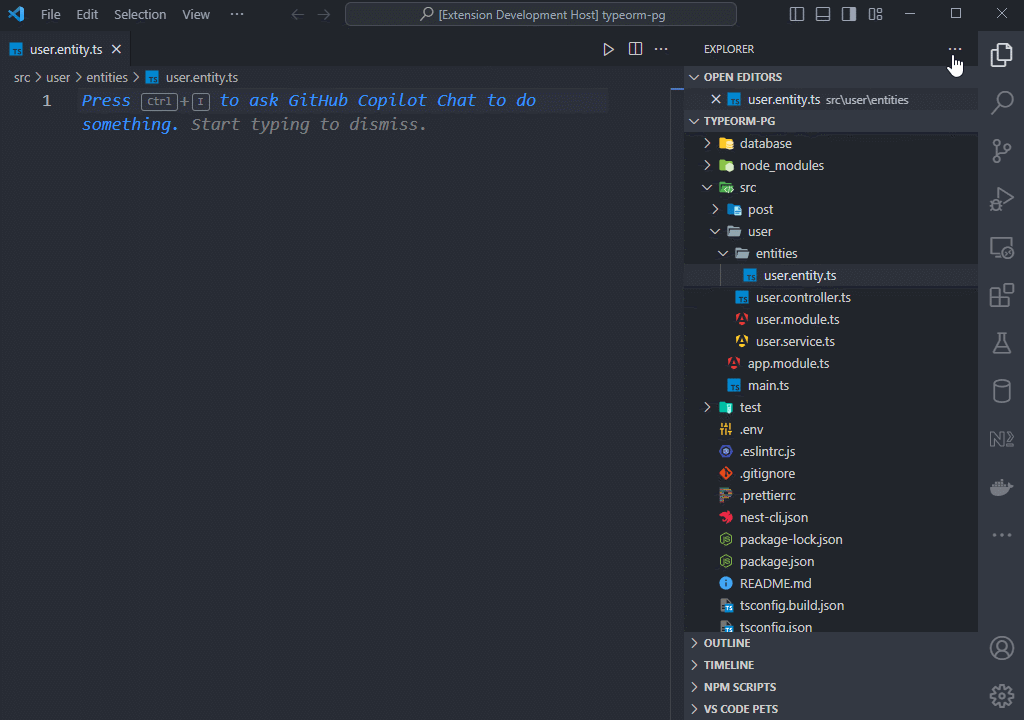 File Edit Selection View ···
[Extension Development Host] typeorm-pg
user.entity.ts
src > user > entities > user.entity.ts
1 Press Ctrl+I to ask GitHub Copilot Chat to do
something. Start typing to dismiss.
EXPLORER
OPEN EDITORS
user.entity.ts src\user\entities
TYPEORM-PG
database
node_modules
src
post
user
entities
user.entity.ts
user.controller.ts
user.module.ts
user.service.ts
app.module.ts
main.ts
test
.env
.eslintrc.js
.gitignore
.prettierrc
nest-cli.json
package-lock.json
package.json
README.md
tsconfig.build.json
tsconfig.json
OUTLINE
TIMELINE
NPM SCRIPTS
VS CODE PETS